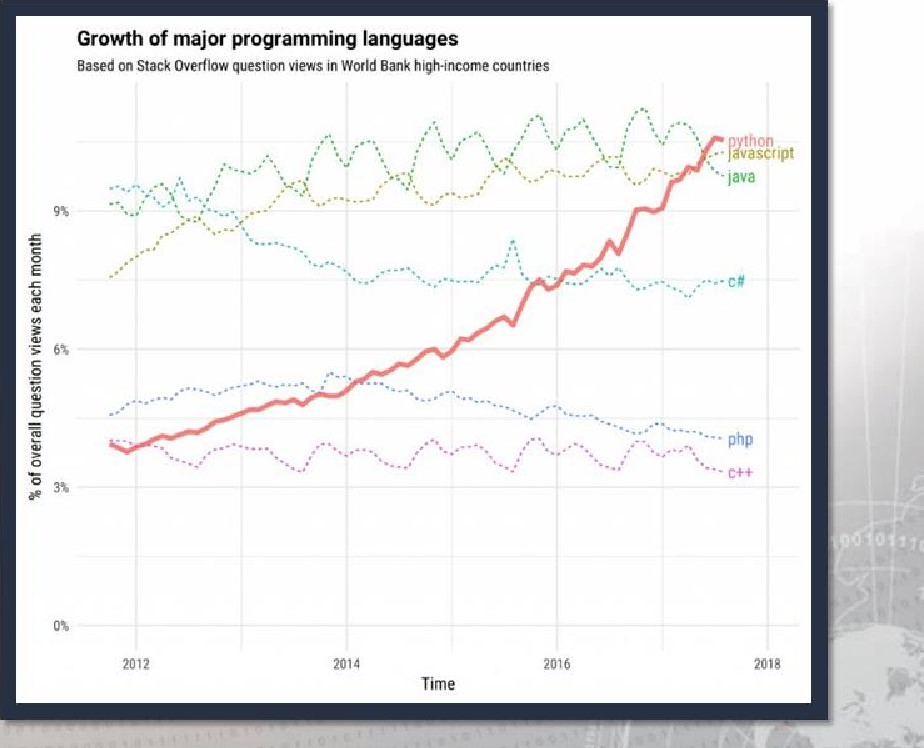 Growth of major programming languages
Based on Stack Overflow question views in World Bank high-income countries
% of overall question views each month
9%
6%
3%
0%
python
javascript
java
c#
php
c++
2012 2014 2016 2018
Time